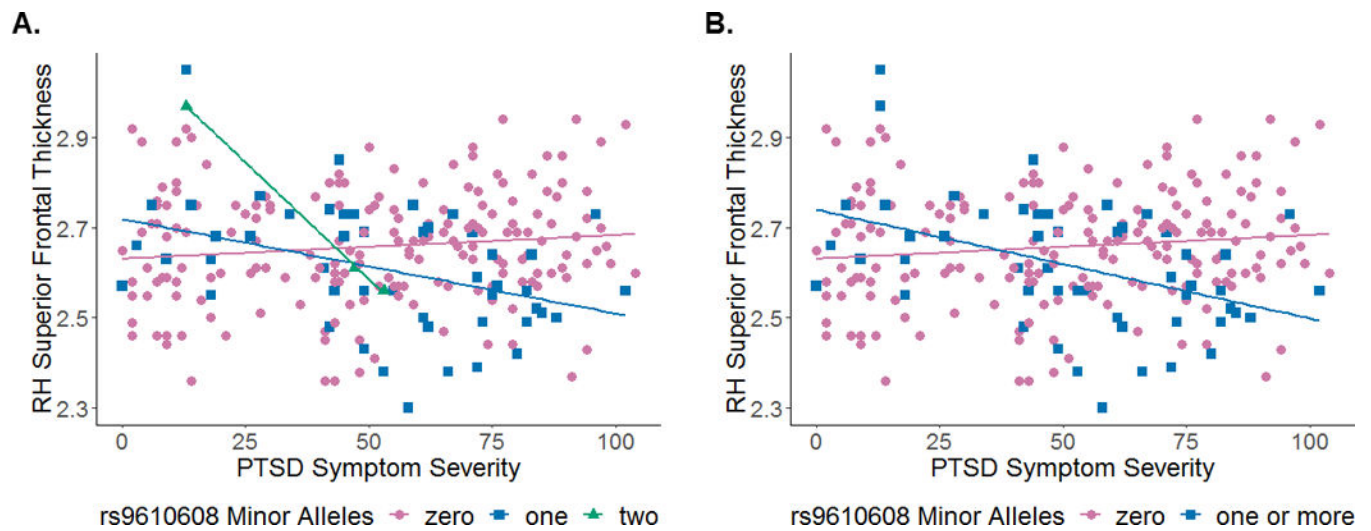 A.
RH Superior Frontal Thickness
2.9
2.7
2.5
2.3
0 25 50 75 100
PTSD Symptom Severity
rs9610608 Minor Alleles zero one two
B.
RH Superior Frontal Thickness
2.9
2.7
2.5
2.3
0 25 50 75 100
PTSD Symptom Severity
rs9610608 Minor Alleles zero one or more